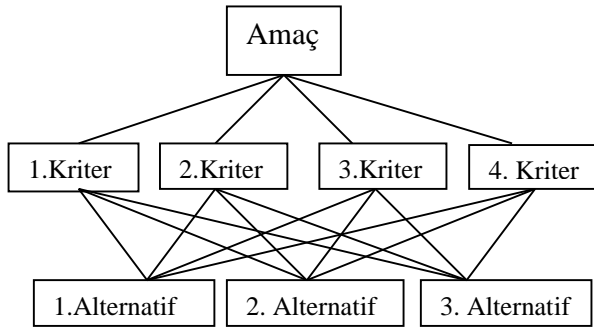 Amaç
1.Kriter
2.Kriter
3.Kriter
4. Kriter
1.Alternatif
2. Alternatif
3. Alternatif